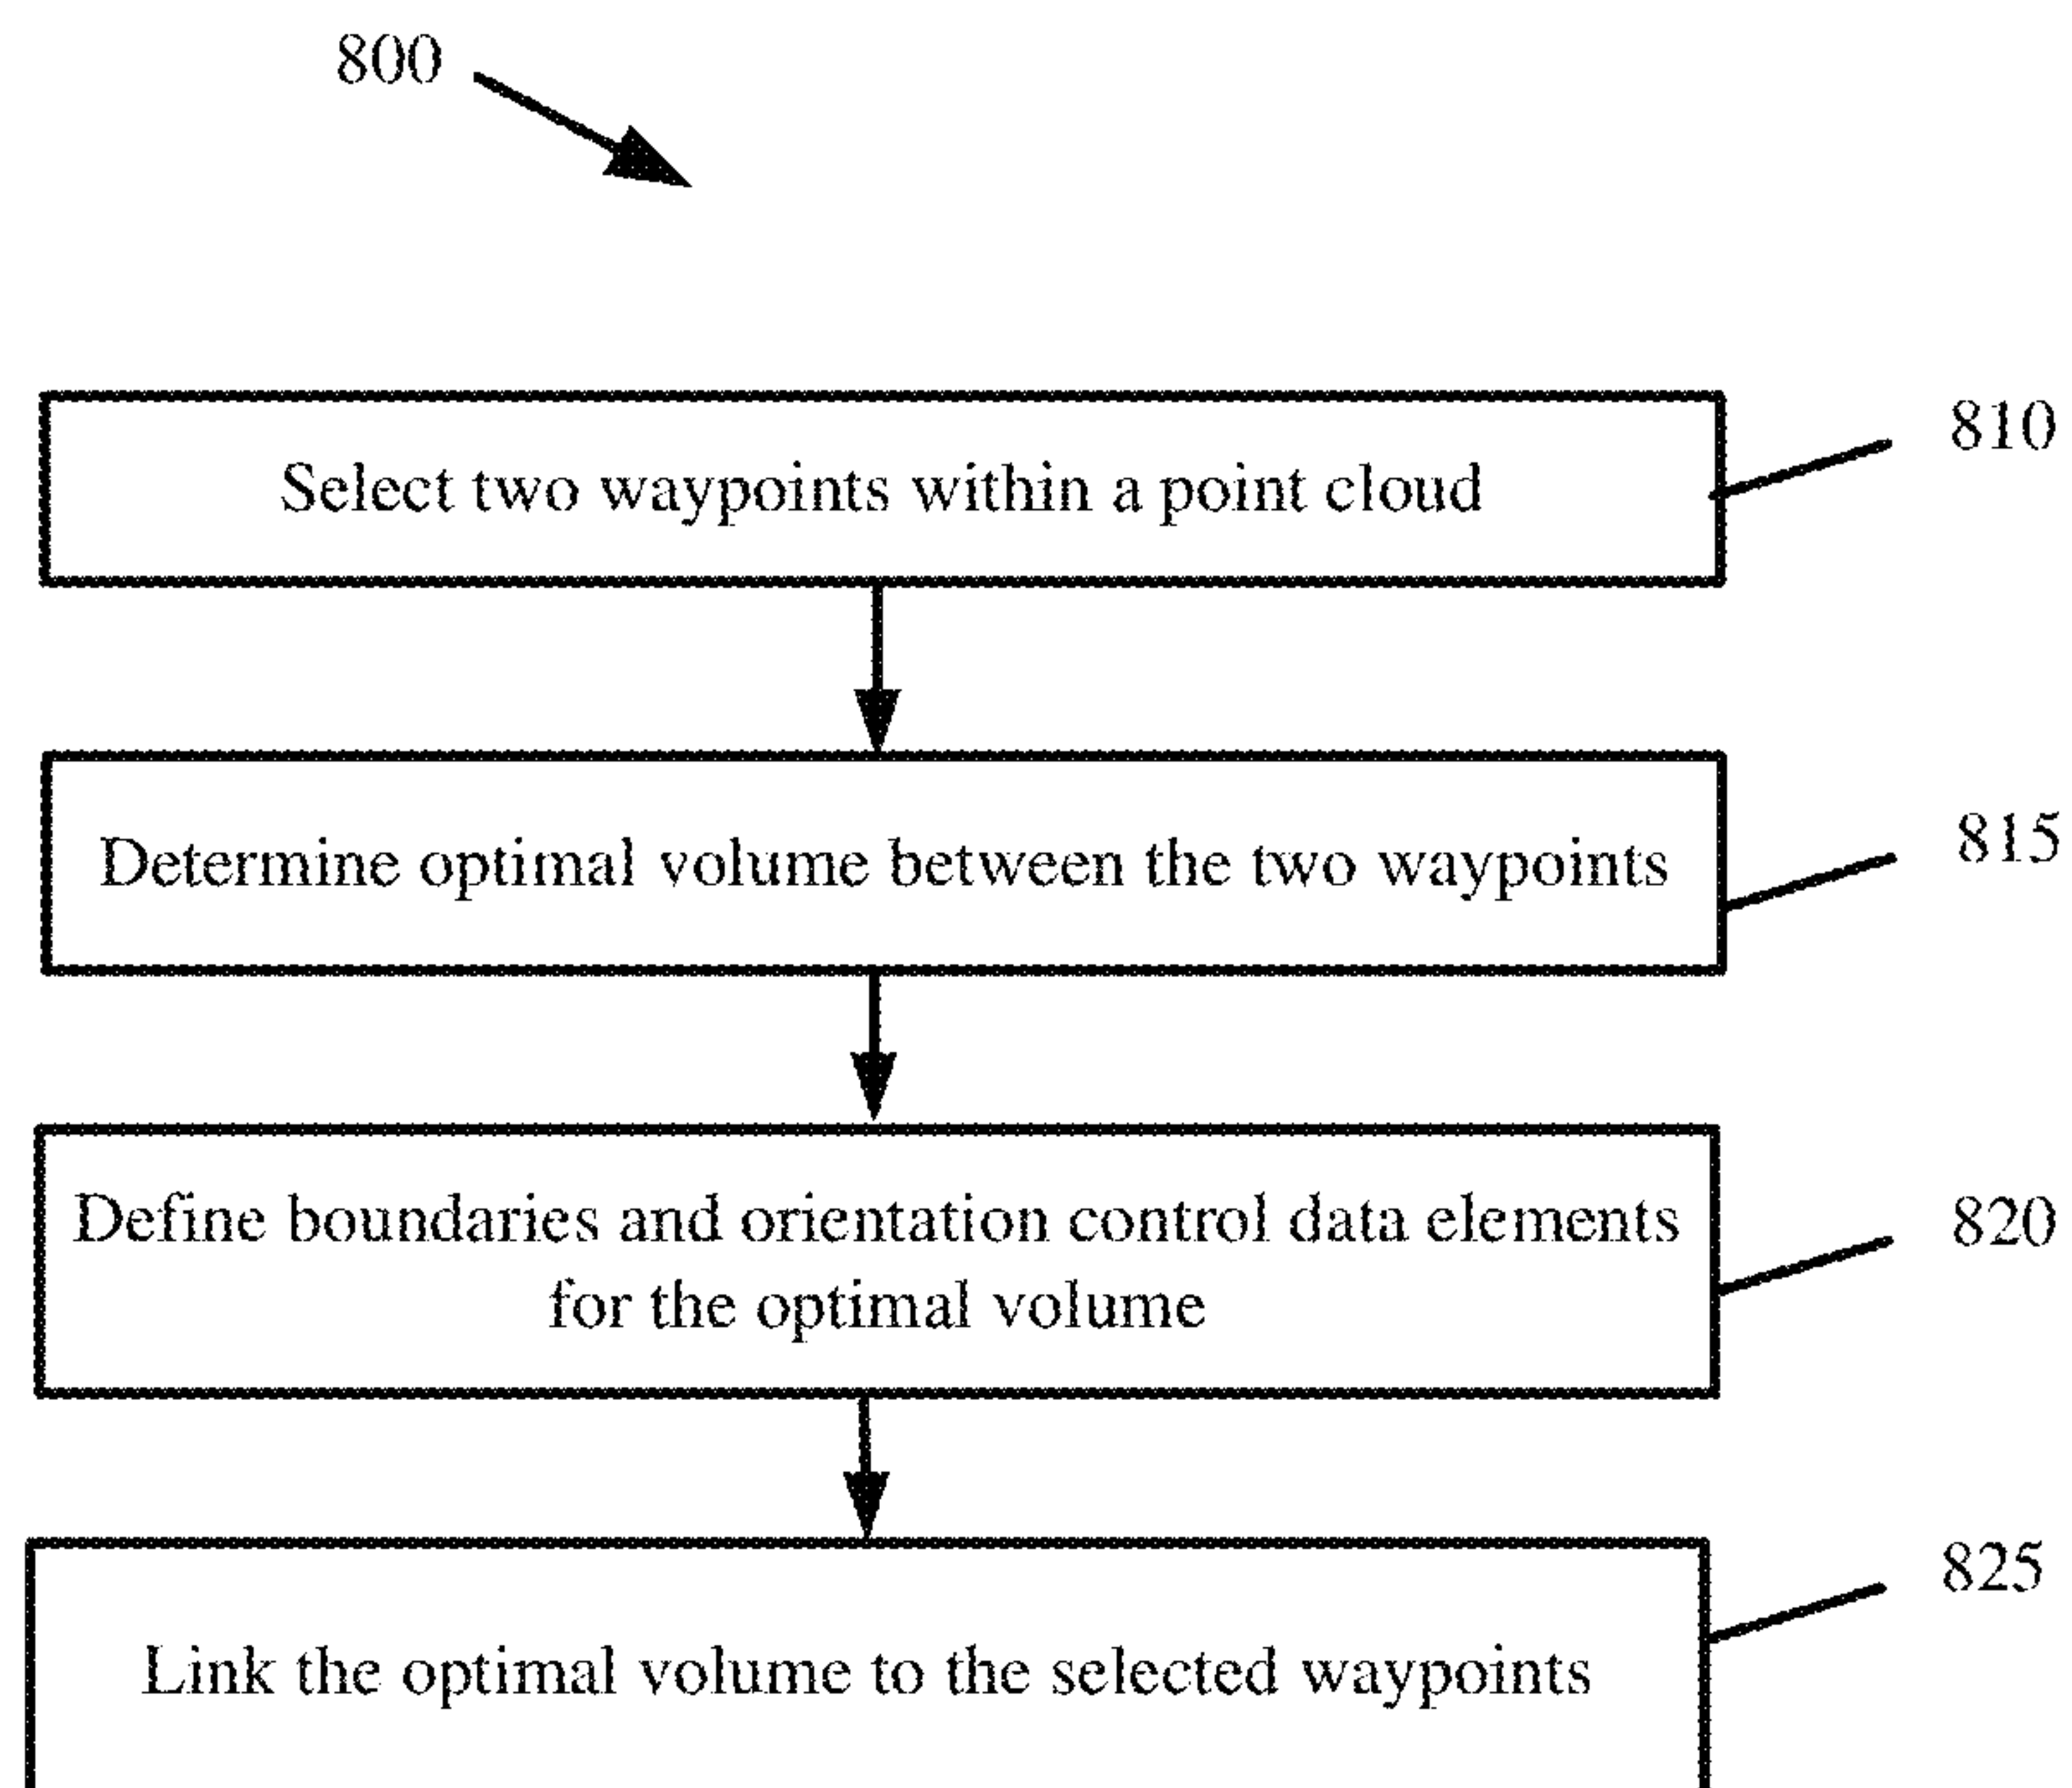 800
810
Select two waypoints within a point cloud
815
Determine optimal volume between the two waypoints
820
Define boundaries and orientation control data elements
for the optimal volume
825
Link the optimal volume to the selected waypoints